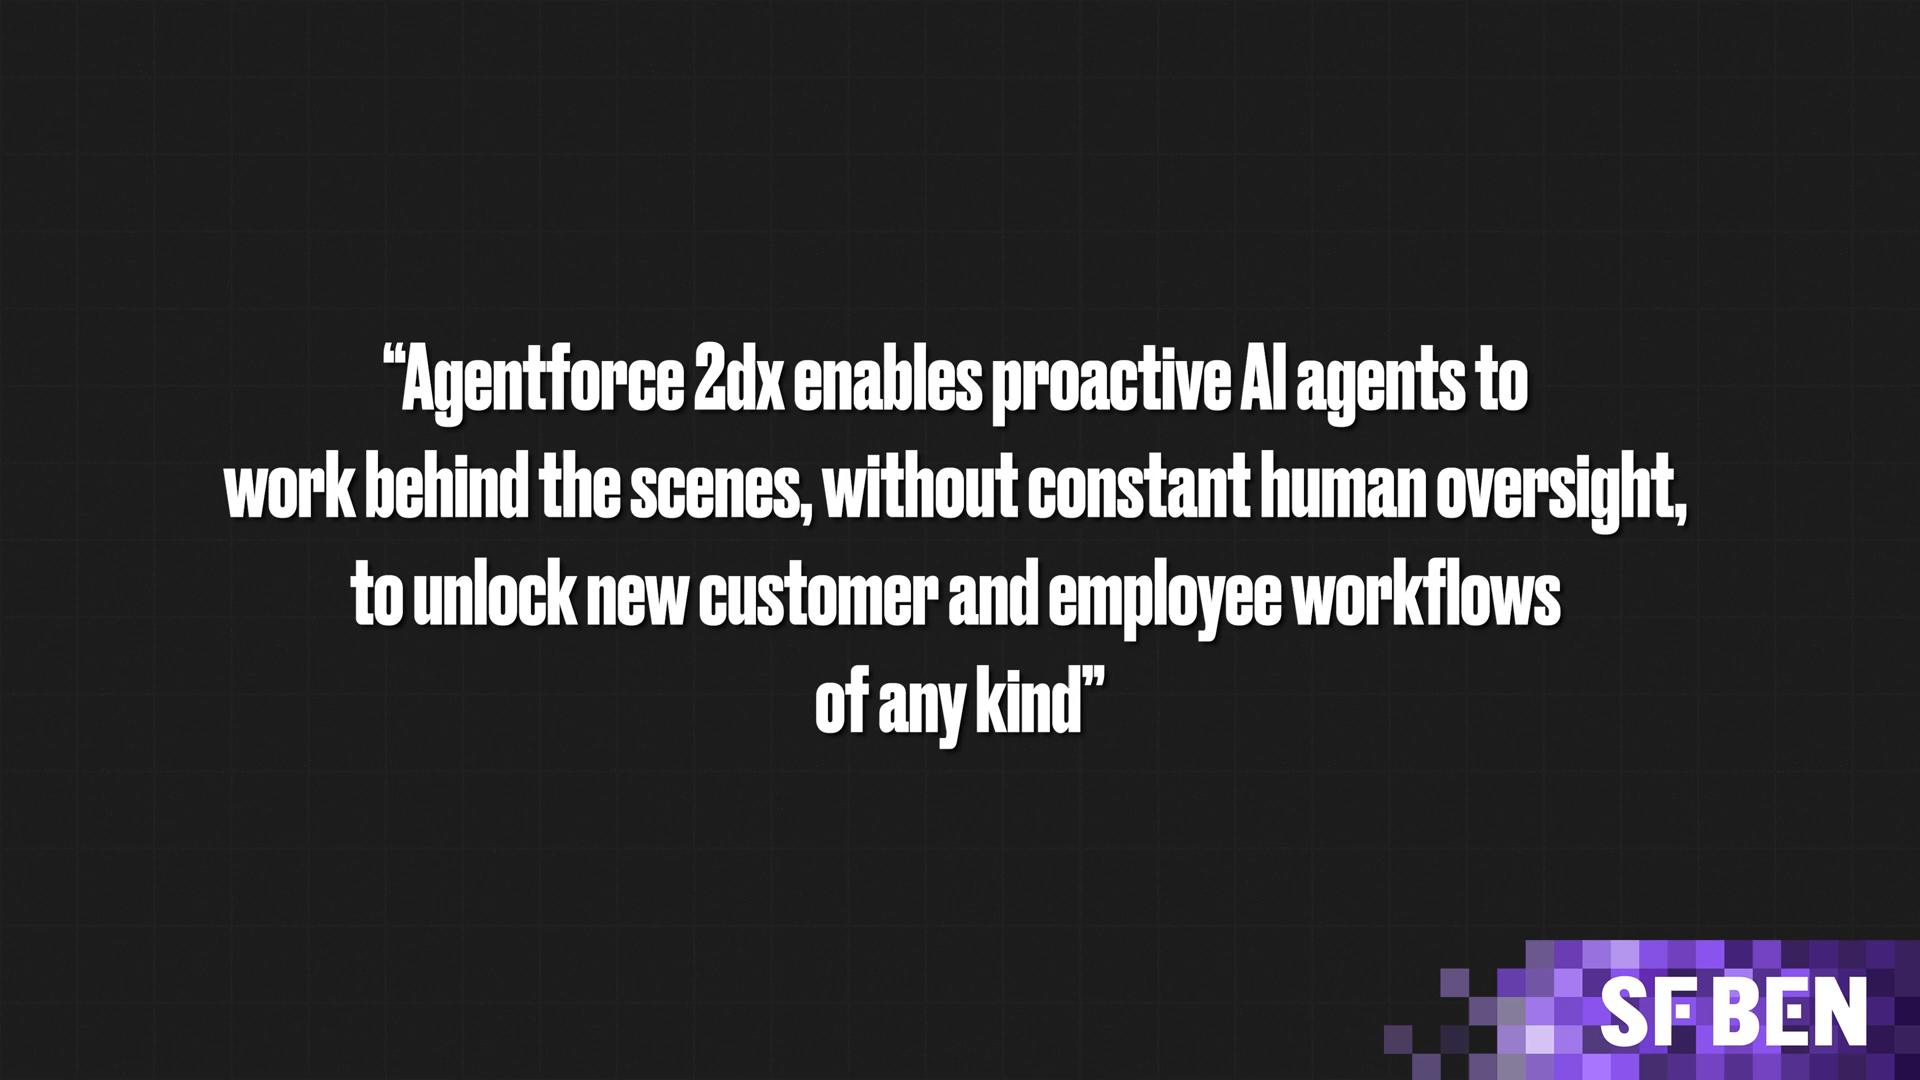 “Agentforce 2dx enables proactive AI agents to
work behind the scenes, without constant human oversight,
to unlock new customer and employee workflows
of any kind”
SF BEN